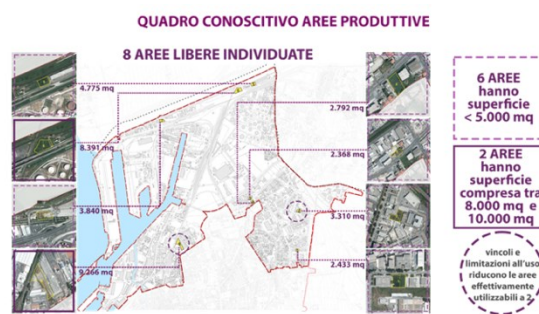 QUADRO CONOSCITIVO AREE PRODUTTIVE
8 AREE LIBERE INDIVIDUATE
4.775 mq
8.391 mq
3.840 mq
9.266 mq
2.792 mq
2.368 mq
3.310 mq
2.433 mq
6 AREE
hanno
superficie
< 5.000 mq
2 AREE
hanno
superficie
compresa tra
8.000 mq e
10.000 mq
vincoli e
limitazioni all'uso
riducono le aree
effettivamente
utilizzabili a 2